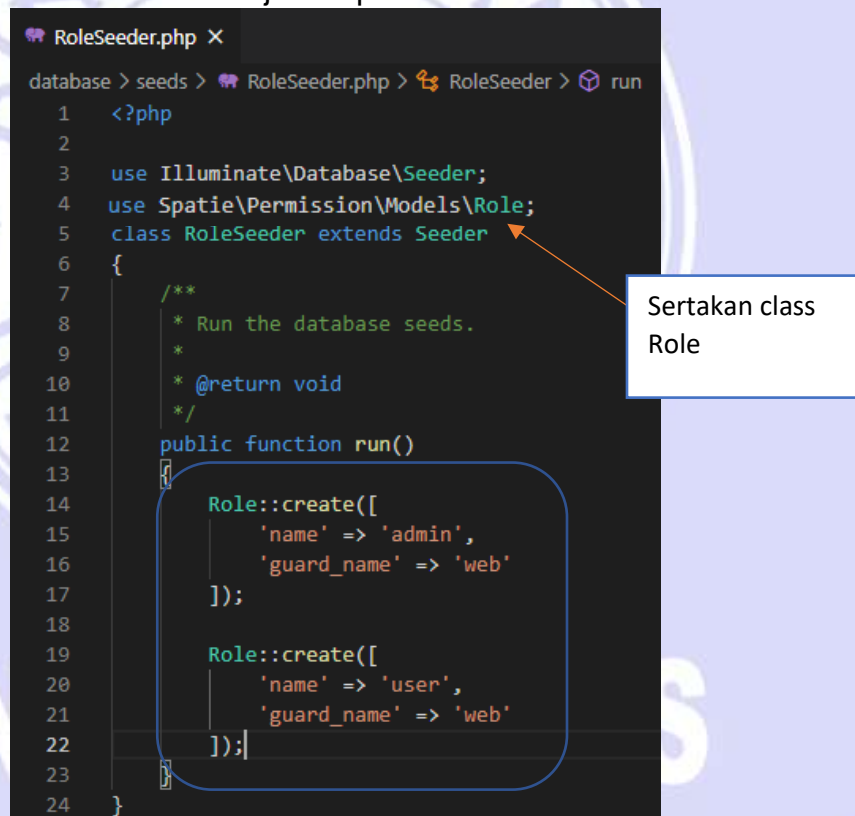 RoleSeeder.php ×
database > seeds > RoleSeeder.php > RoleSeeder > run
1 <?php
2
3 use Illuminate\Database\Seeder;
4 use Spatie\Permission\Models\Role;
5 class RoleSeeder extends Seeder
6 {
7 /**
8 * Run the database seeds.
9 *
10 * @return void
11 */
12 public function run()
13 {
14 Role::create([
15 'name' => 'admin',
16 'guard_name' => 'web'
17 ]);
18
19 Role::create([
20 'name' => 'user',
21 'guard_name' => 'web'
22 ]);
23 }
24 }
Sertakan class
Role